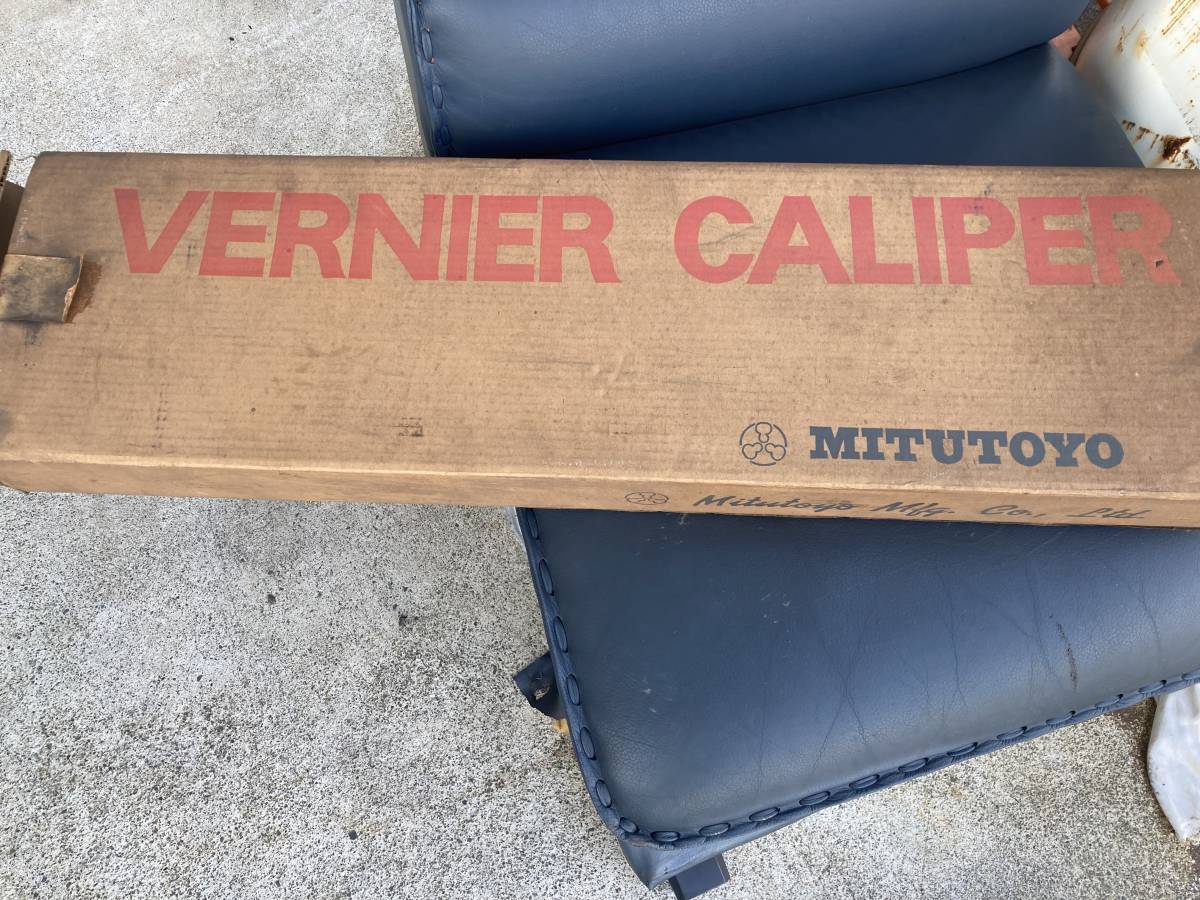 VERNIER CALIPER
MITUTOYO
Mitutoyo Mfg. Co., Ltd.